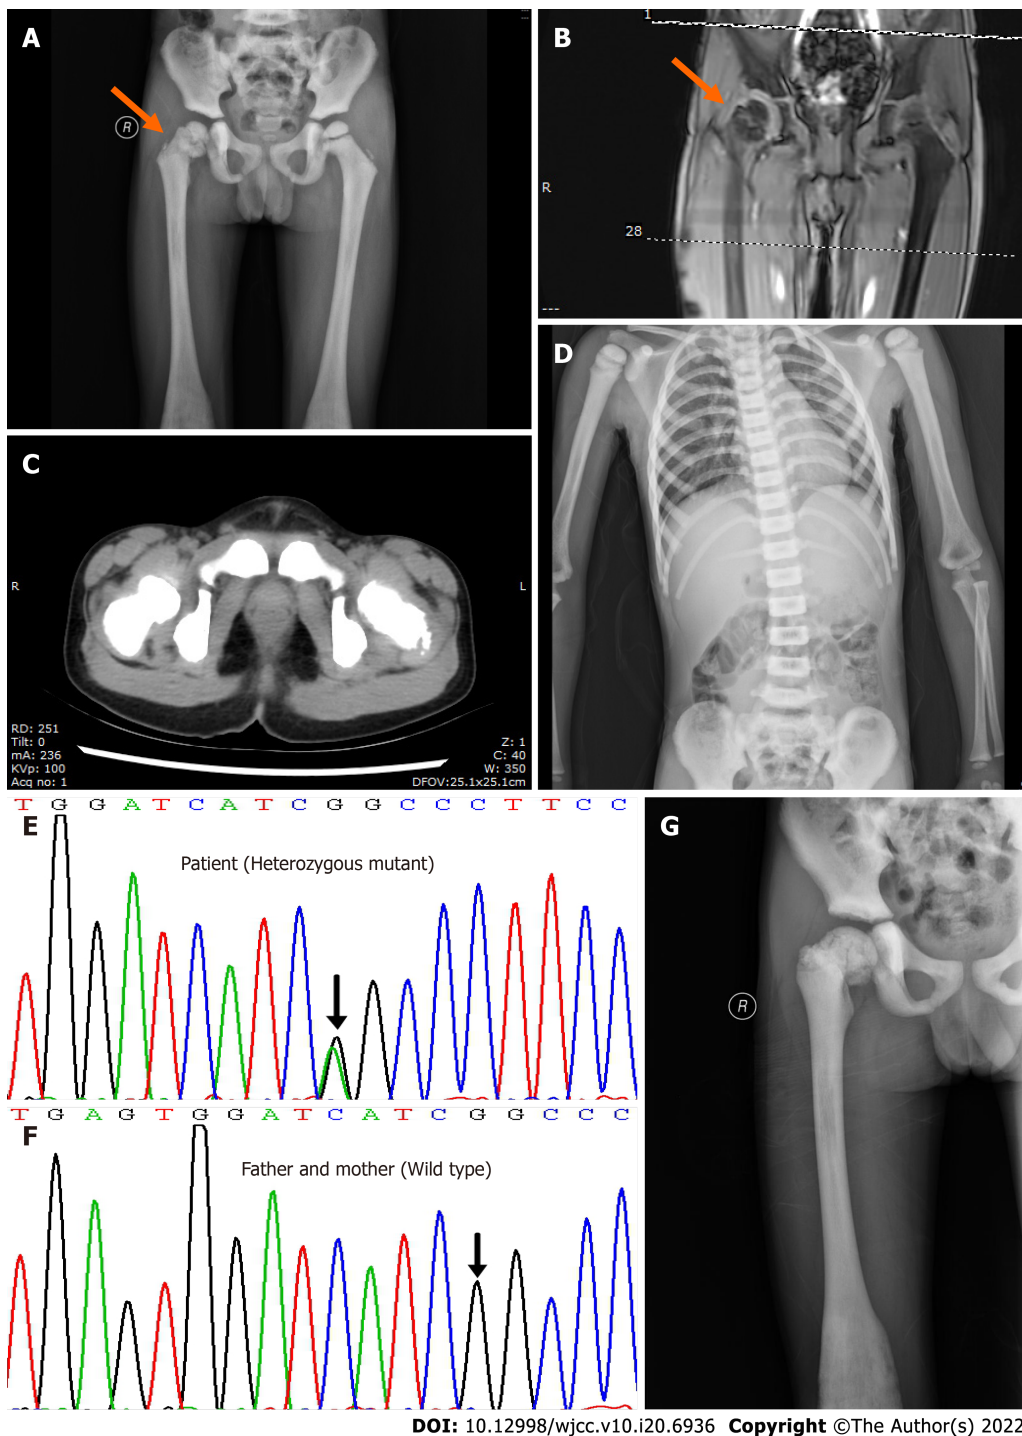 A
R
B
1
R
28
C
R
L
RD: 251
Tilt: 0
mA: 236
KVp: 100
Acq no: 1
Z: 1
C: 40
W: 350
DFOV:25.1x25.1cm
D
T G G A T C A T C G G C C C T T C C
E
Patient (Heterozygous mutant)
T G A G T G G A T C A T C G G C C C
F
Father and mother (Wild type)
G
R
DOI: 10.12998/wjcc.v10.i20.6936 Copyright ©The Author(s) 2022